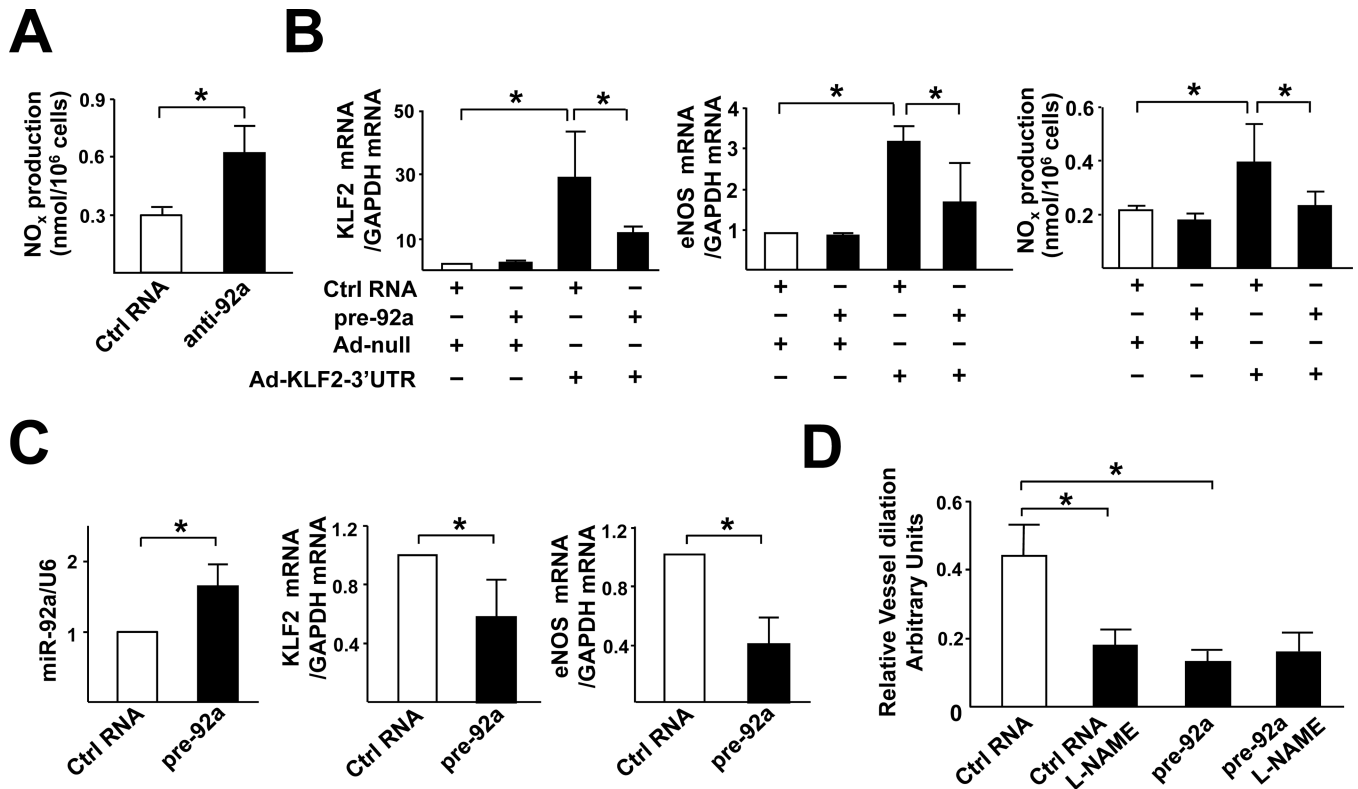 A
NOx production
(nmol/10⁶ cells)
0.9
0.6
0.3
*
Ctrl RNA
anti-92a
B
KLF2 mRNA
/GAPDH mRNA
50
30
10
*
*
eNOS mRNA
/GAPDH mRNA
4
3
2
1
*
*
NOx production
(nmol/10⁶ cells)
0.6
0.4
0.2
*
*
Ctrl RNA + − + − + − + − + − + −
pre-92a − + − + − + − + − + − +
Ad-null + + − − + + − − + + − −
Ad-KLF2-3’UTR − − + + − − + + − − + +
C
miR-92a/U6
2
1
*
Ctrl RNA
pre-92a
KLF2 mRNA
/GAPDH mRNA
1.2
0.8
0.4
*
Ctrl RNA
pre-92a
eNOS mRNA
/GAPDH mRNA
1.2
0.8
0.4
*
Ctrl RNA
pre-92a
D
Relative Vessel dilation
Arbitrary Units
0.6
0.4
0.2
0
*
*
Ctrl RNA
Ctrl RNA
L-NAME
pre-92a
pre-92a
L-NAME